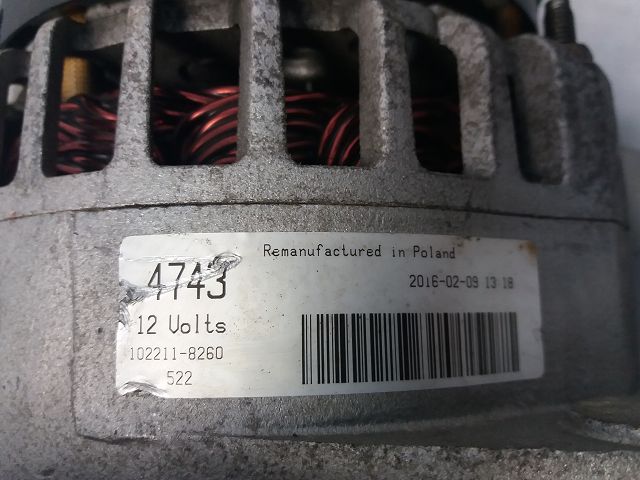 Remanufactured in Poland
4743
2016-02-09 13 18
12 Volts
102211-8260
522